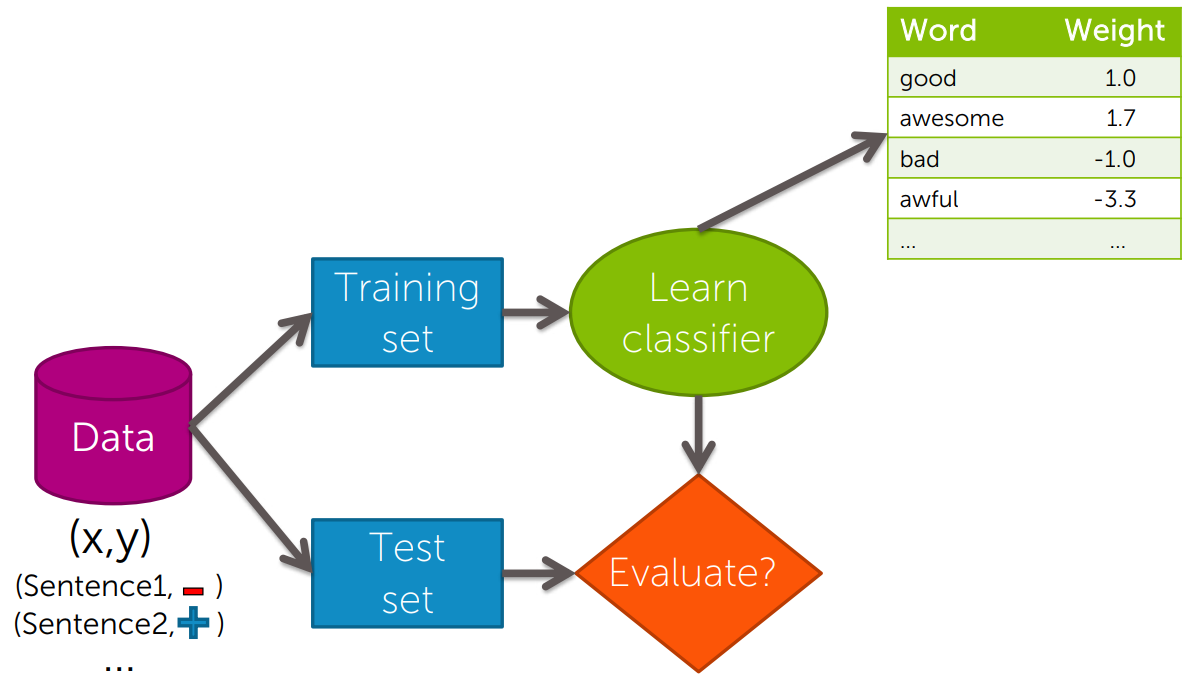 Word Weight
good 1.0
awesome 1.7
bad -1.0
awful -3.3
... ...
Training
set
Learn
classifier
Data
(x,y)
(Sentence1, - )
(Sentence2,+ )
...
Test
set
Evaluate?